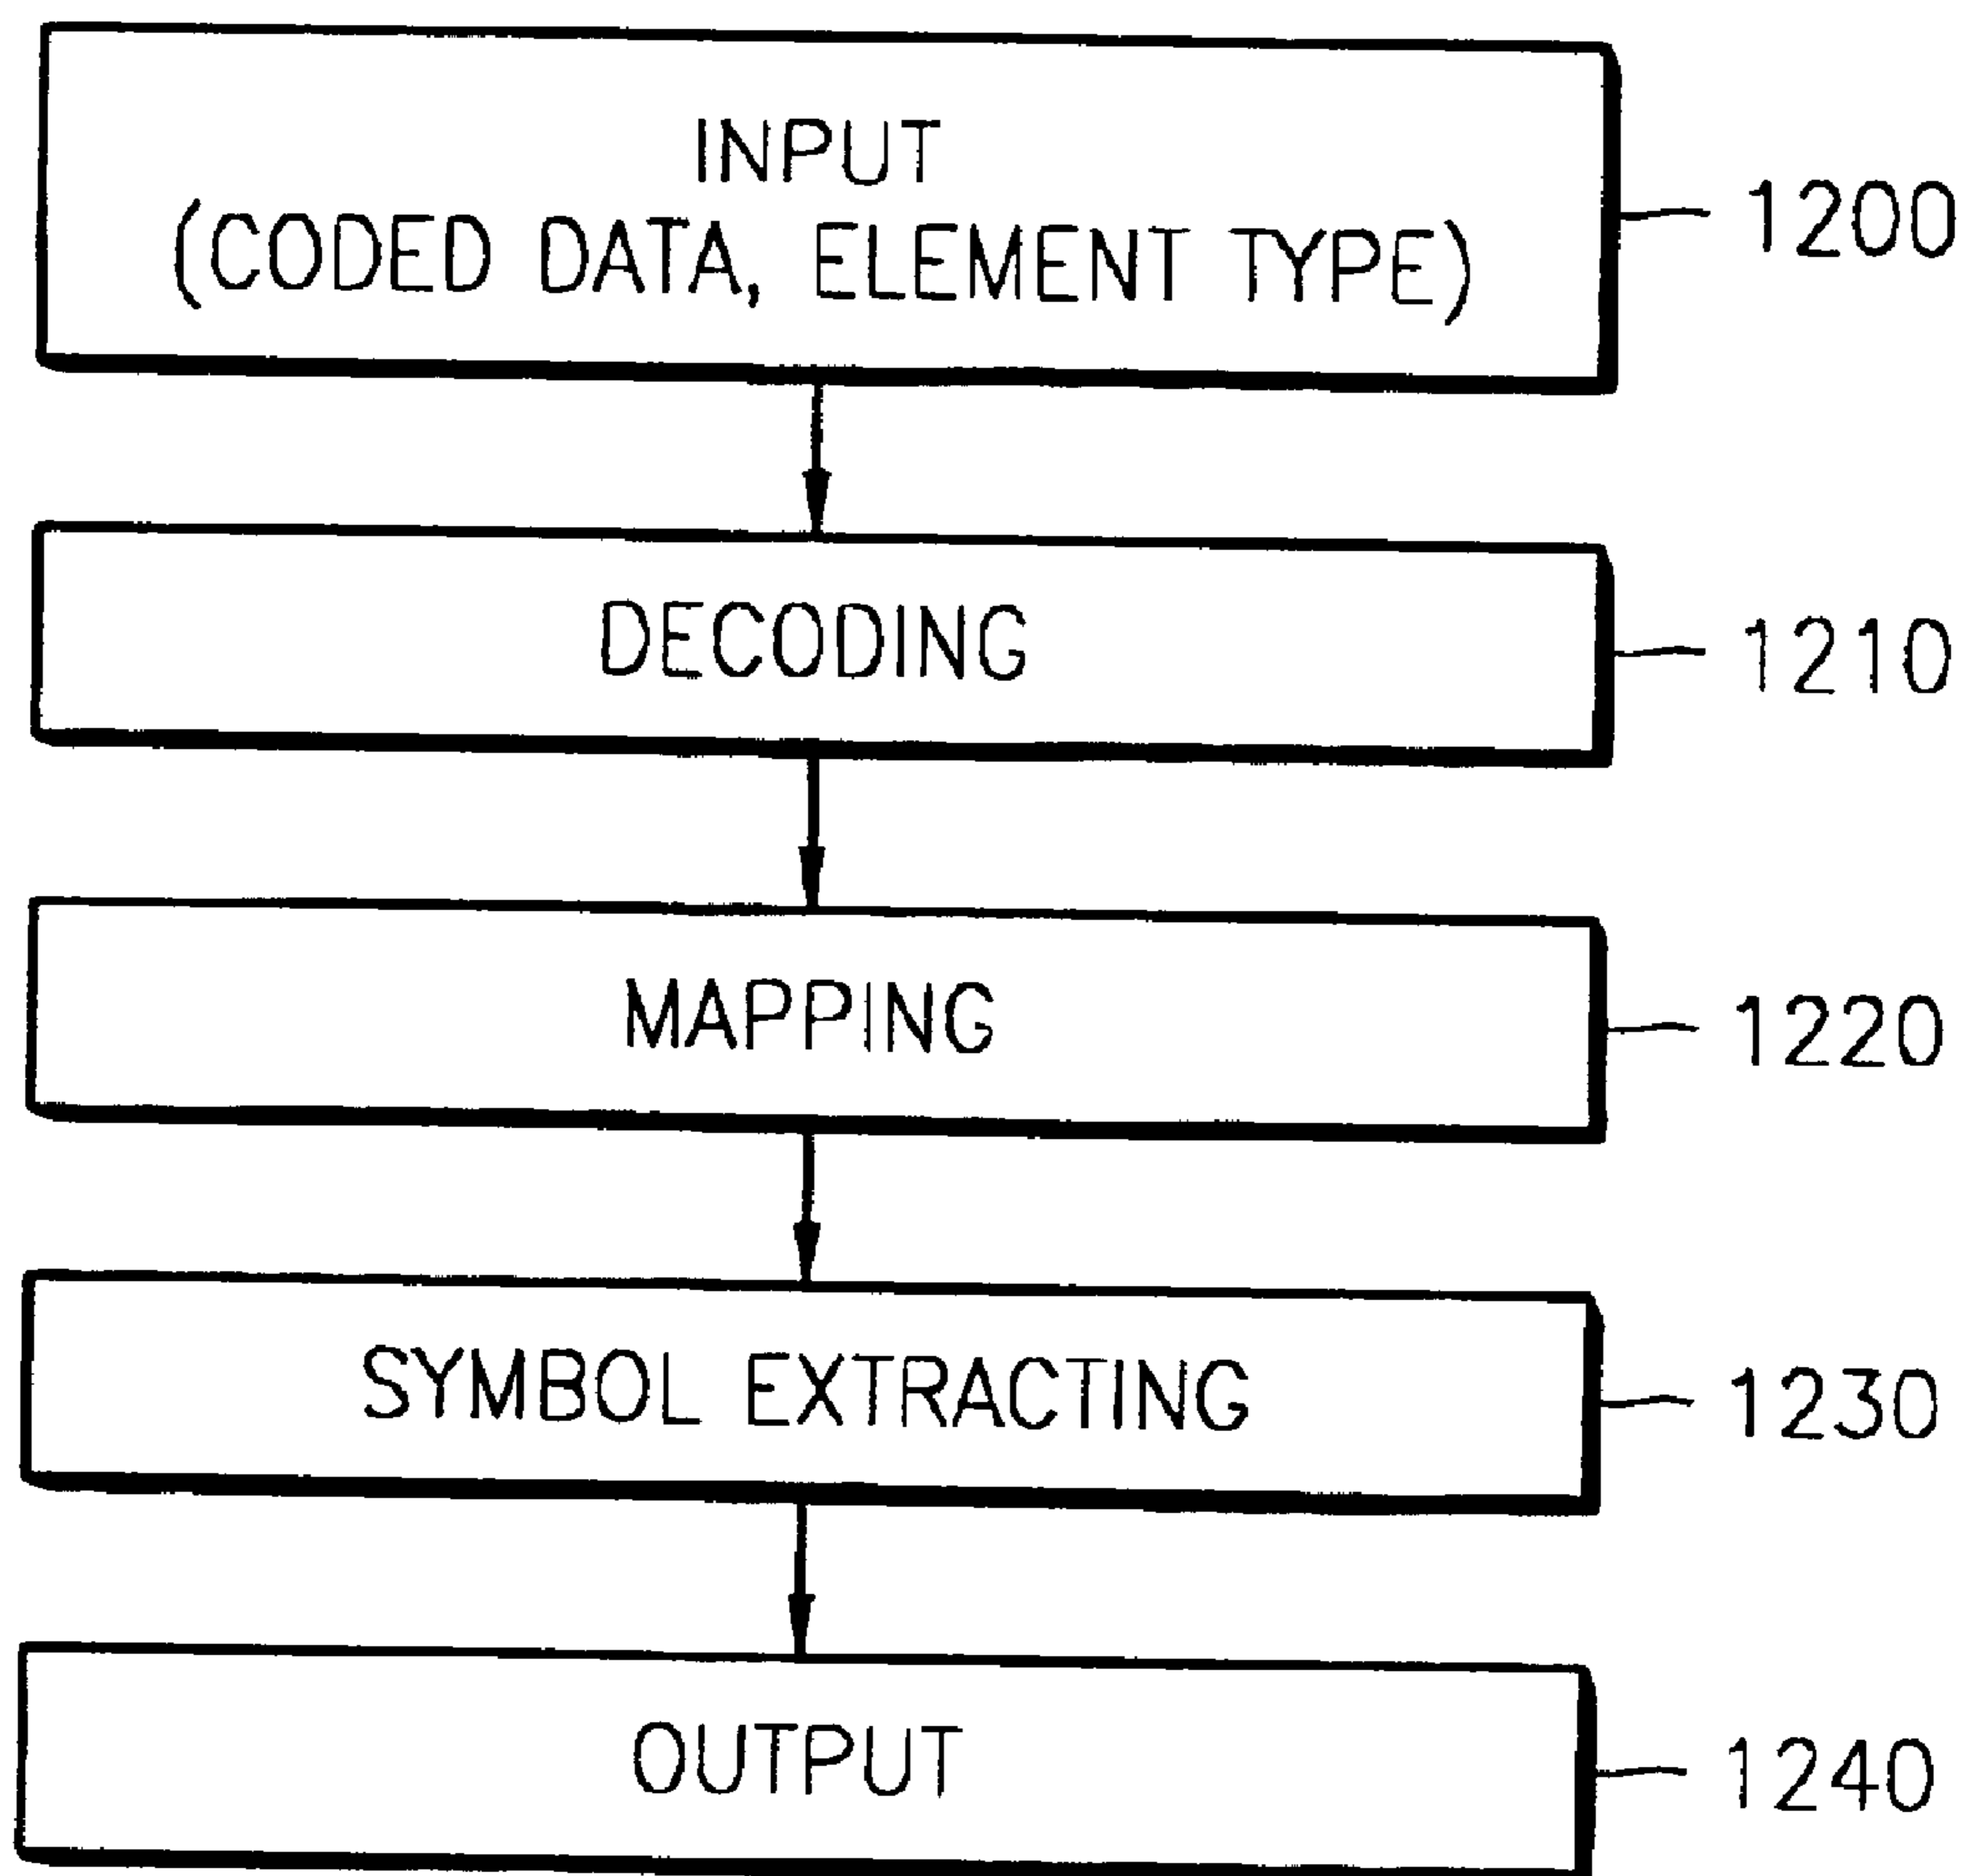 INPUT
(CODED DATA, ELEMENT TYPE)
1200
DECODING
1210
MAPPING
1220
SYMBOL EXTRACTING
1230
OUTPUT
1240